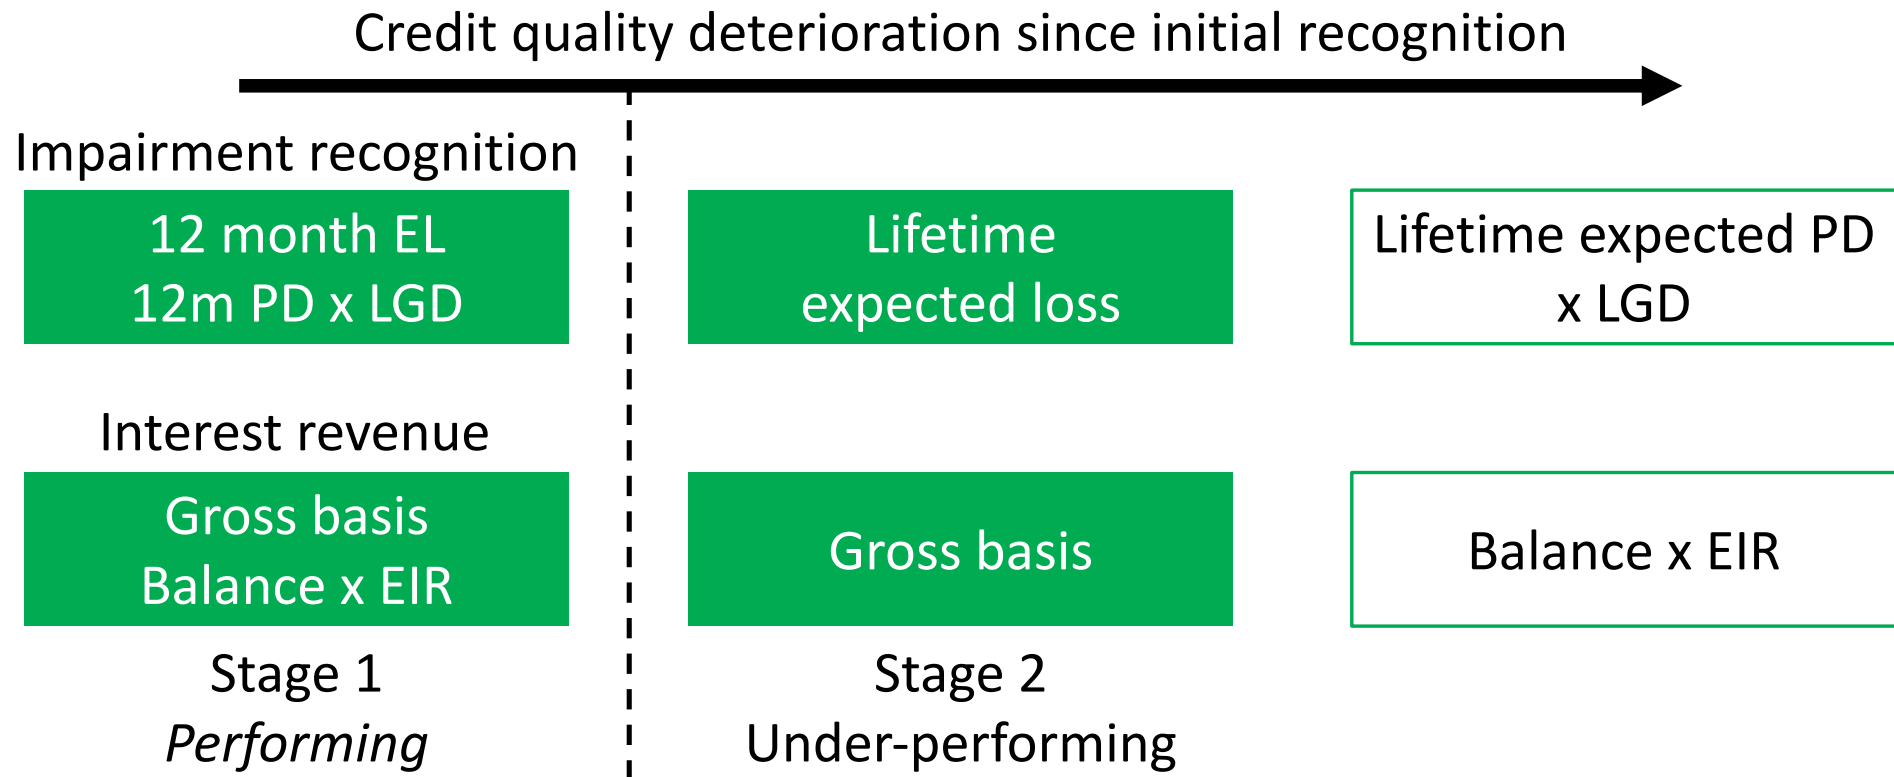 Credit quality deterioration since initial recognition
Impairment recognition
12 month EL
12m PD x LGD
Lifetime
expected loss
Lifetime expected PD
x LGD
Interest revenue
Gross basis
Balance x EIR
Gross basis
Balance x EIR
Stage 1
Performing
Stage 2
Under-performing